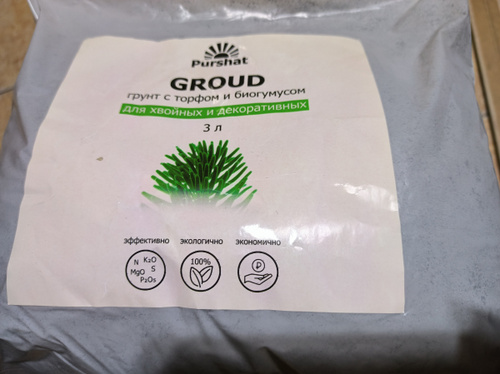 Purshat
GROUD
грунт с торфом и биогумусом
для хвойных и декоративных
3 л
эффективно экологично экономично
N K₂O
MgO S
P₂O₅
100%
₽